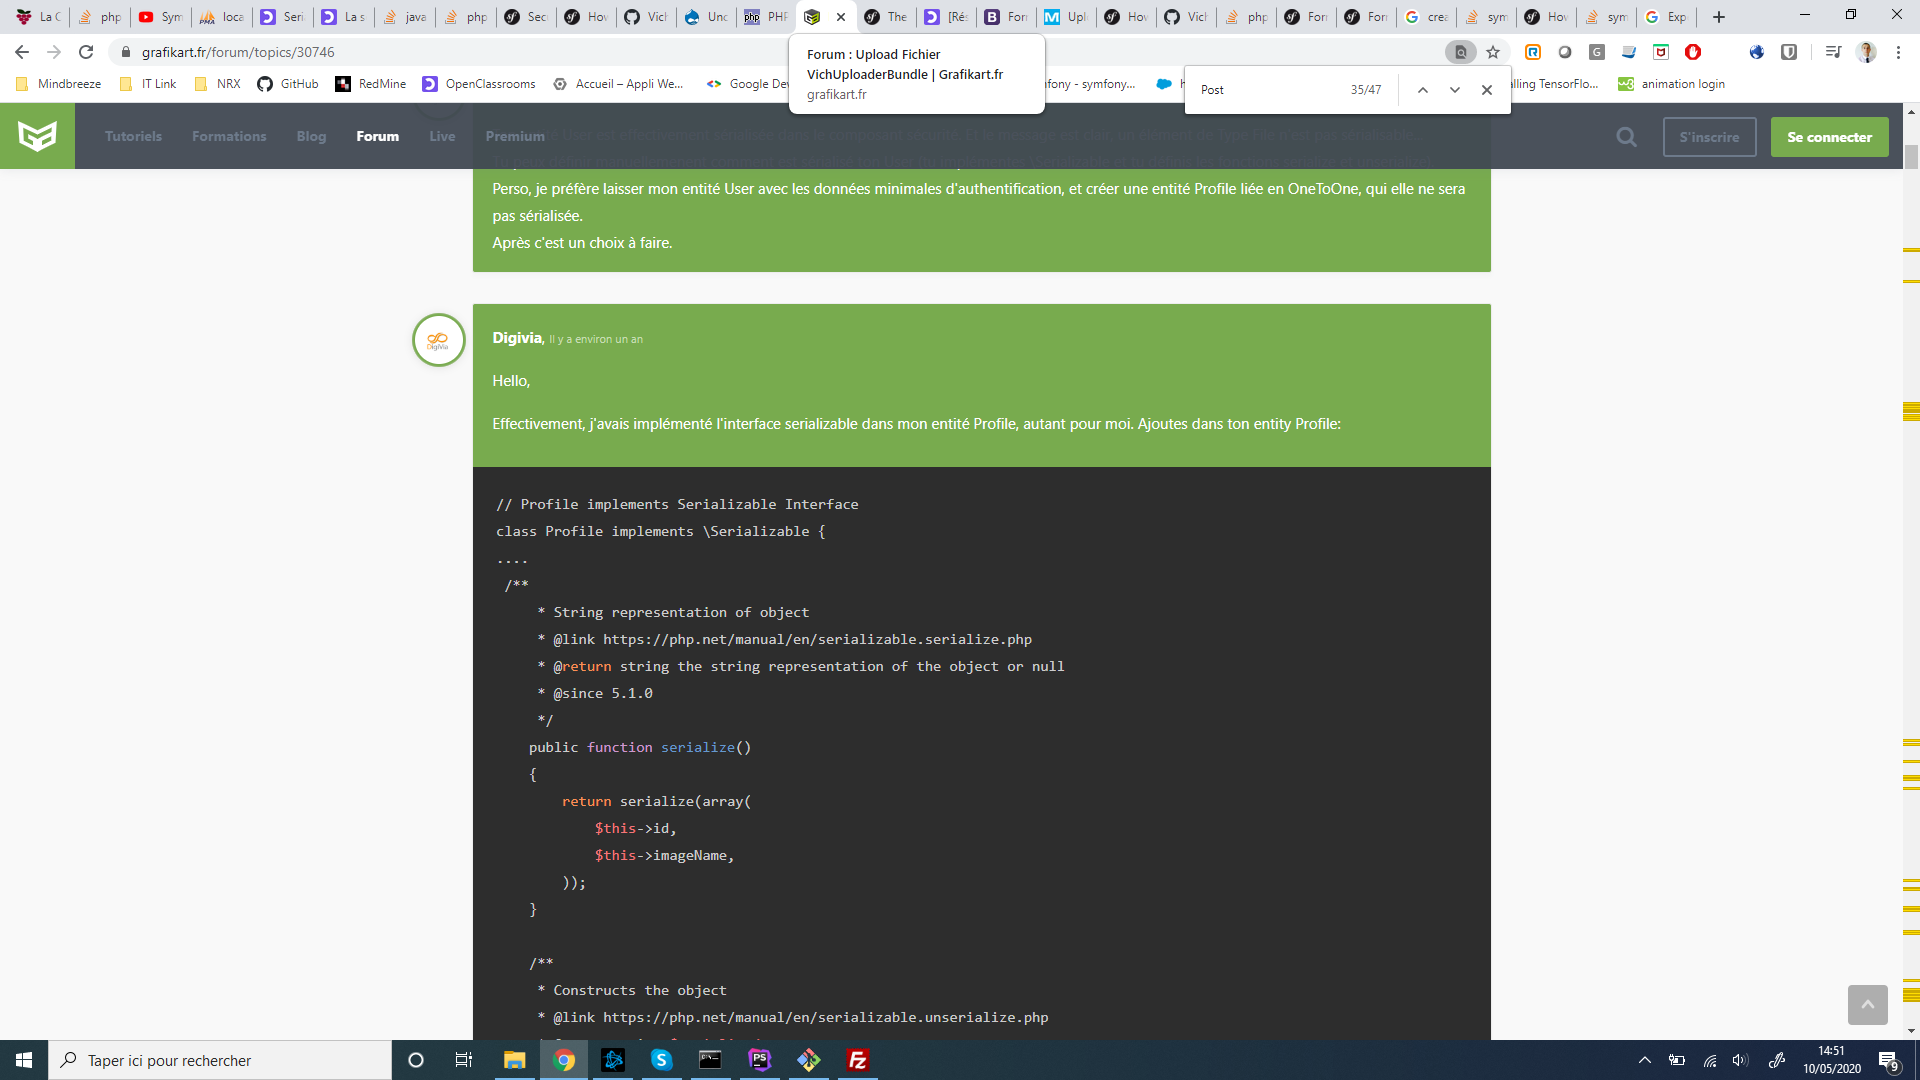 La C
php
Sym
loca
Seri
La s
java
php
Sec
Hov
Vich
Unc
PHP
The
[Rés
For
Upl
Hov
Vich
php
For
For
crea
sym
Hov
sym
Exp
grafikart.fr/forum/topics/30746
Forum : Upload Fichier
VichUploaderBundle | Grafikart.fr
grafikart.fr
Mindbreeze
IT Link
NRX
GitHub
RedMine
OpenClassrooms
Accueil – Appli We...
Google Dev
fony - symfony...
alling TensorFlo...
animation login
Post
35/47
Tutoriels
Formations
Blog
Forum
Live
Premium
S'inscrire
Se connecter
Perso, je préfère laisser mon entité User avec les données minimales d'authentification, et créer une entité Profile liée en OneToOne, qui elle ne sera
pas sérialisée.
Après c'est un choix à faire.
DigiVia
Digivia, Il y a environ un an
Hello,
Effectivement, j'avais implémenté l'interface serializable dans mon entité Profile, autant pour moi. Ajoutes dans ton entity Profile:
// Profile implements Serializable Interface
class Profile implements \Serializable {
....
/**
* String representation of object
* @link https://php.net/manual/en/serializable.serialize.php
* @return string the string representation of the object or null
* @since 5.1.0
*/
public function serialize()
{
return serialize(array(
$this->id,
$this->imageName,
));
}
/**
* Constructs the object
* @link https://php.net/manual/en/serializable.unserialize.php
Taper ici pour rechercher
14:51
10/05/2020
9